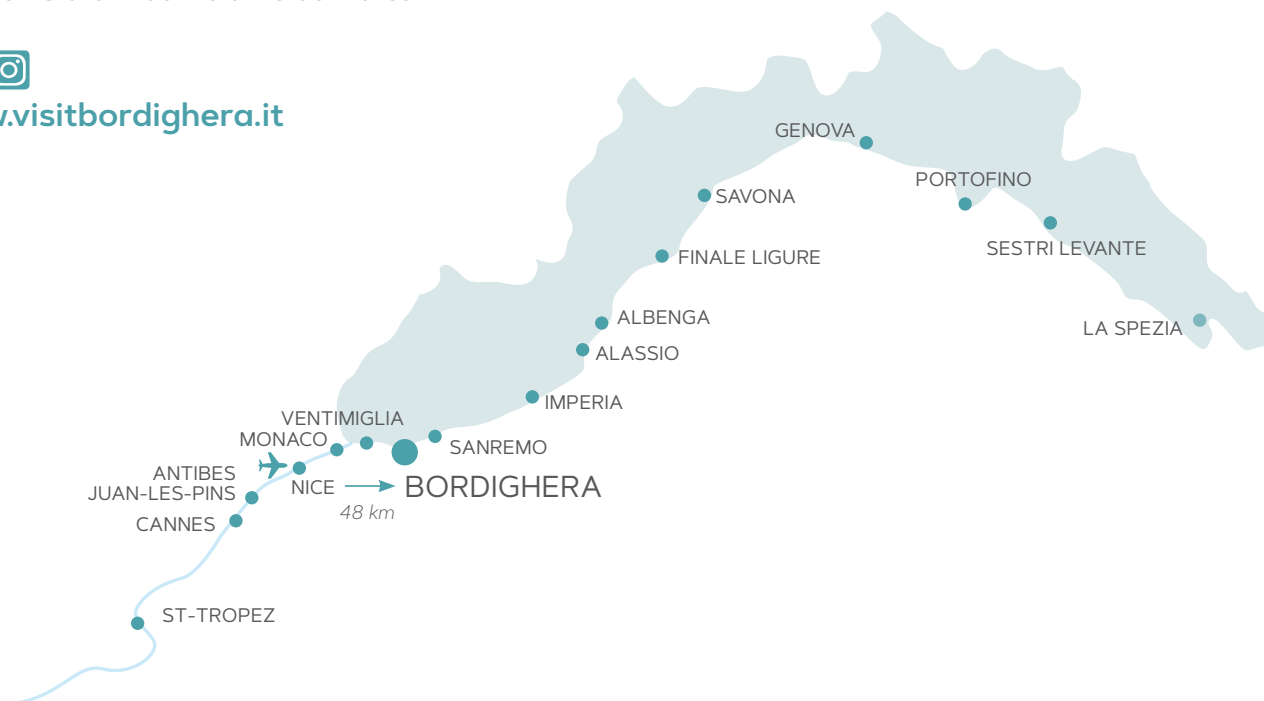 w.visitbordighera.it
GENOVA
PORTOFINO
SAVONA
SESTRI LEVANTE
FINALE LIGURE
ALBENGA
LA SPEZIA
ALASSIO
IMPERIA
VENTIMIGLIA
MONACO
SANREMO
ANTIBES
JUAN-LES-PINS
NICE
BORDIGHERA
48 km
CANNES
ST-TROPEZ